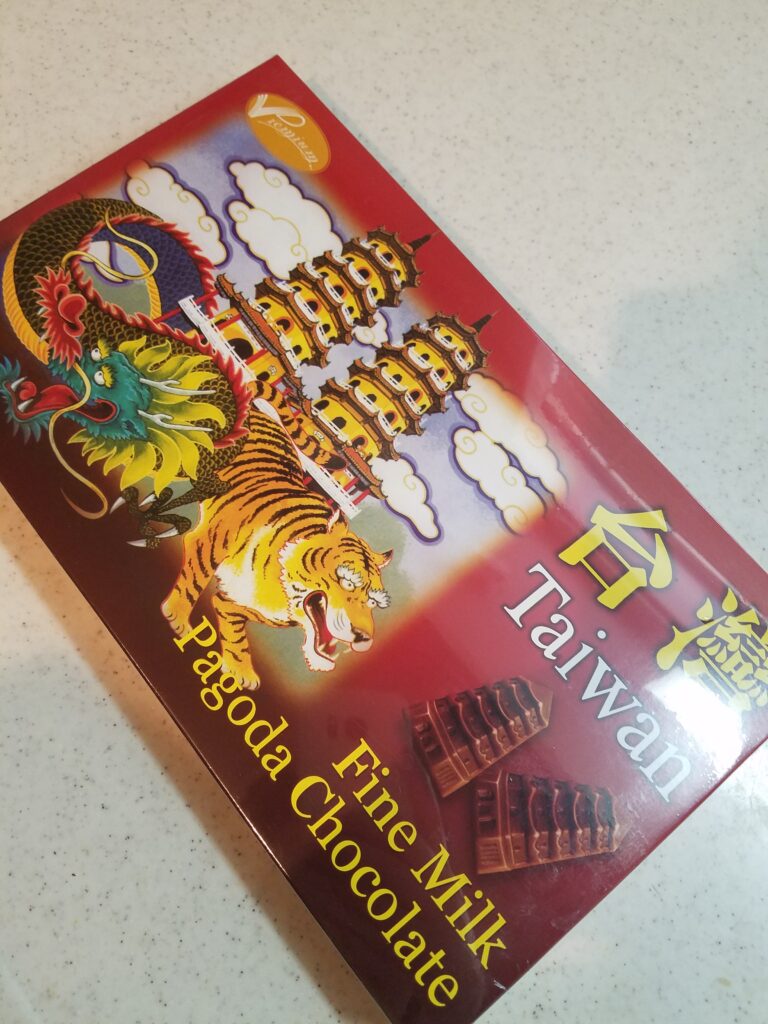 Premium
台灣
Taiwan
Fine Milk
Pagoda Chocolate